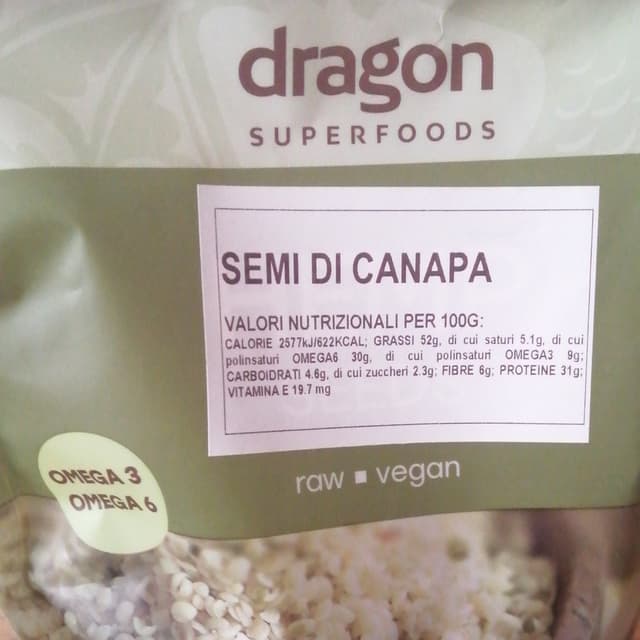 dragon
SUPERFOODS
SEMI DI CANAPA
VALORI NUTRIZIONALI PER 100G:
CALORIE 2577kJ/622KCAL; GRASSI 52g, di cui saturi 5.1g, di cui
polinsaturi OMEGA6 30g, di cui polinsaturi OMEGA3 9g;
CARBOIDRATI 4.6g, di cui zuccheri 2.3g; FIBRE 6g; PROTEINE 31g;
VITAMINA E 19.7 mg
raw ■ vegan
OMEGA 3
OMEGA 6